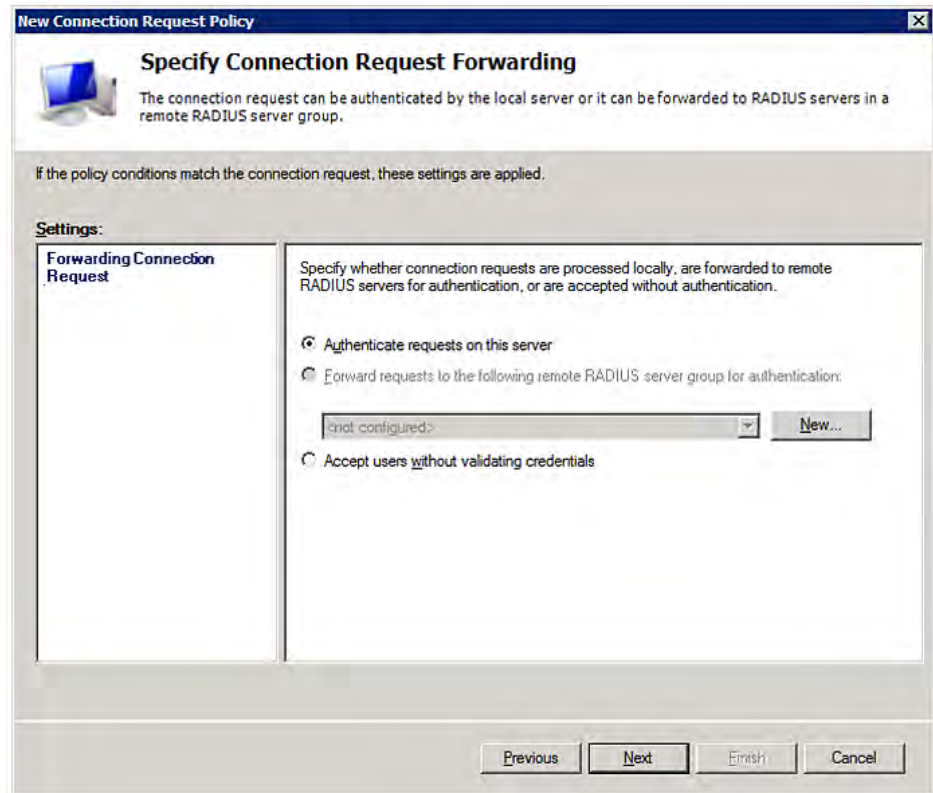 New Connection Request Policy
Specify Connection Request Forwarding
The connection request can be authenticated by the local server or it can be forwarded to RADIUS servers in a
remote RADIUS server group.
If the policy conditions match the connection request, these settings are applied.
Settings:
Forwarding Connection
Request
Specify whether connection requests are processed locally, are forwarded to remote
RADIUS servers for authentication, or are accepted without authentication.
Authenticate requests on this server
Forward requests to the following remote RADIUS server group for authentication:
<not configured>
New...
Accept users without validating credentials
Previous
Next
Finish
Cancel